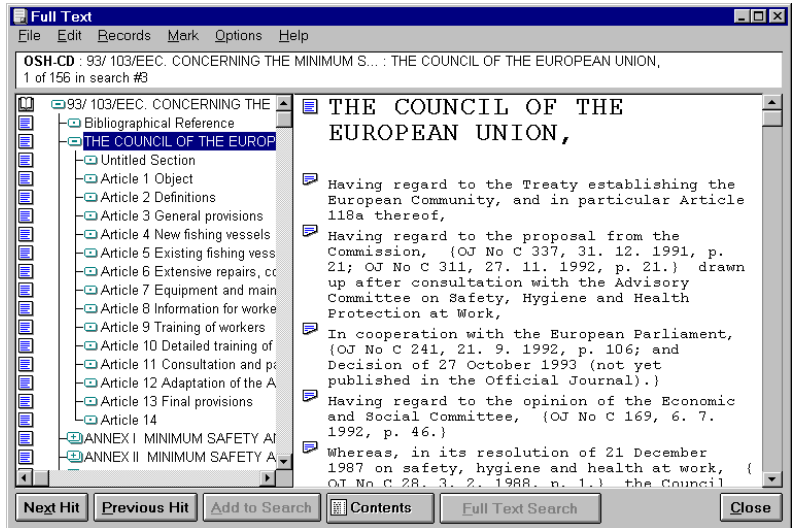 Full Text
File Edit Records Mark Options Help
OSH-CD : 93/ 103/EEC. CONCERNING THE MINIMUM S... : THE COUNCIL OF THE EUROPEAN UNION,
1 of 156 in search #3
93/ 103/EEC. CONCERNING THE
Bibliographical Reference
THE COUNCIL OF THE EUROP
Untitled Section
Article 1 Object
Article 2 Definitions
Article 3 General provisions
Article 4 New fishing vessels
Article 5 Existing fishing vess
Article 6 Extensive repairs, co
Article 7 Equipment and main
Article 8 Information for worke
Article 9 Training of workers
Article 10 Detailed training of
Article 11 Consultation and pa
Article 12 Adaptation of the A
Article 13 Final provisions
Article 14
ANNEX I MINIMUM SAFETY AN
ANNEX II MINIMUM SAFETY A
THE COUNCIL OF THE
EUROPEAN UNION,
Having regard to the Treaty establishing the
European Community, and in particular Article
118a thereof,
Having regard to the proposal from the
Commission, {OJ No C 337, 31. 12. 1991, p.
21; OJ No C 311, 27. 11. 1992, p. 21.} drawn
up after consultation with the Advisory
Committee on Safety, Hygiene and Health
Protection at Work,
In cooperation with the European Parliament,
{OJ No C 241, 21. 9. 1992, p. 106; and
Decision of 27 October 1993 (not yet
published in the Official Journal).}
Having regard to the opinion of the Economic
and Social Committee, {OJ No C 169, 6. 7.
1992, p. 46.}
Whereas, in its resolution of 21 December
1987 on safety, hygiene and health at work, {
OJ No C 28, 3. 2. 1988, p. 1.} the Council
Next Hit Previous Hit Add to Search Contents Full Text Search Close